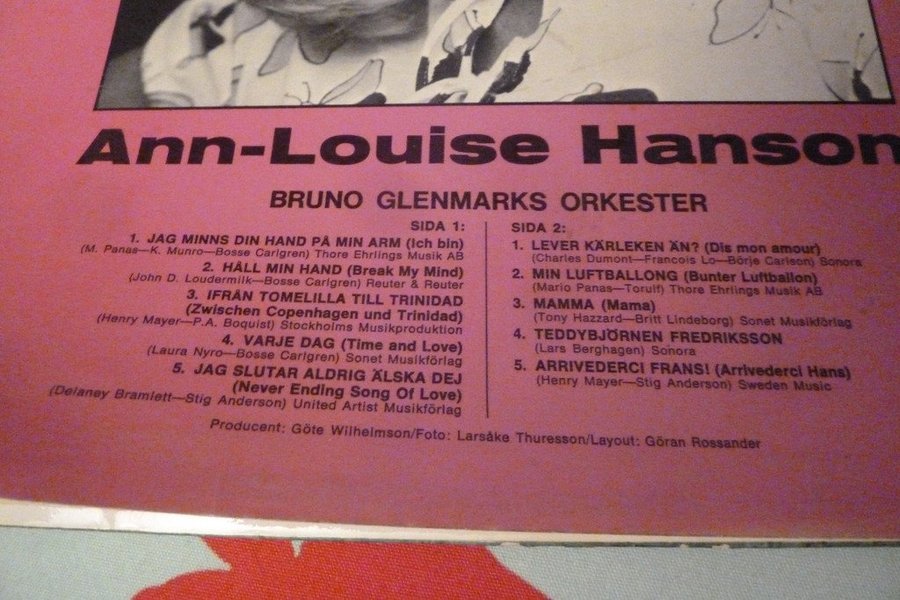 Ann-Louise Hanson
BRUNO GLENMARKS ORKESTER
SIDA 1:
1. JAG MINNS DIN HAND PÅ MIN ARM (Ich bin)
(M. Panas—K. Munro—Bosse Carlgren) Thore Ehrlings Musik AB
2. HÅLL MIN HAND (Break My Mind)
(John D. Loudermilk—Bosse Carlgren) Reuter & Reuter
3. IFRÅN TOMELILLA TILL TRINIDAD
(Zwischen Copenhagen und Trinidad)
(Henry Mayer—P.A. Boquist) Stockholms Musikproduktion
4. VARJE DAG (Time and Love)
(Laura Nyro—Bosse Carlgren) Sonet Musikförlag
5. JAG SLUTAR ALDRIG ÄLSKA DEJ
(Never Ending Song Of Love)
(Delaney Bramlett—Stig Anderson) United Artist Musikförlag
SIDA 2:
1. LEVER KÄRLEKEN ÄN? (Dis mon amour)
(Charles Dumont—Francois Lo—Börje Carlson) Sonora
2. MIN LUFTBALLONG (Bunter Luftballon)
(Mario Panas—Torulf) Thore Ehrlings Musik AB
3. MAMMA (Mama)
(Tony Hazzard—Britt Lindeborg) Sonet Musikförlag
4. TEDDYBJÖRNEN FREDRIKSSON
(Lars Berghagen) Sonora
5. ARRIVEDERCI FRANS! (Arrivederci Hans)
(Henry Mayer—Stig Anderson) Sweden Music
Producent: Göte Wilhelmson/Foto: Larsåke Thuresson/Layout: Göran Rossander